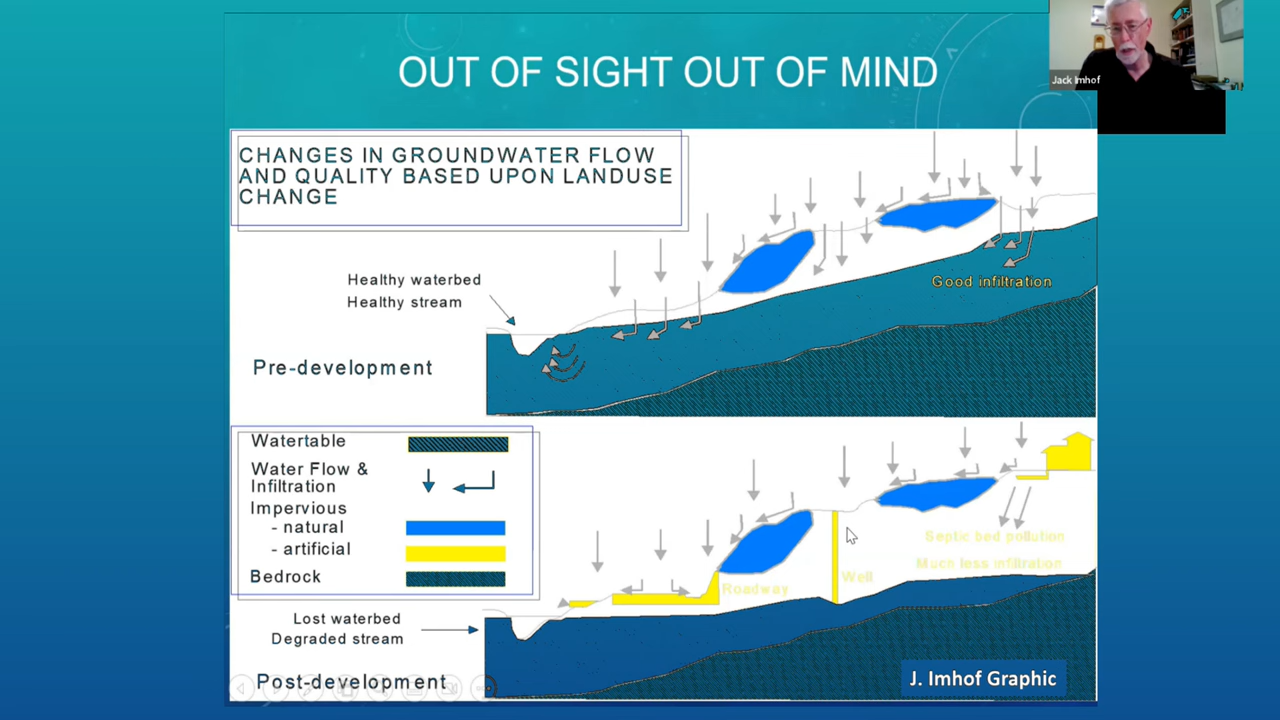 OUT OF SIGHT OUT OF MIND
Jack Imhof
CHANGES IN GROUNDWATER FLOW
AND QUALITY BASED UPON LANDUSE
CHANGE
Healthy waterbed
Healthy stream
Good infiltration
Pre-development
Watertable
Water Flow &
Infiltration
Impervious
- natural
- artificial
Bedrock
Septic bed pollution
Much loss infiltration
Well
Roadway
Lost waterbed
Degraded stream
Post-development
J. Imhof Graphic